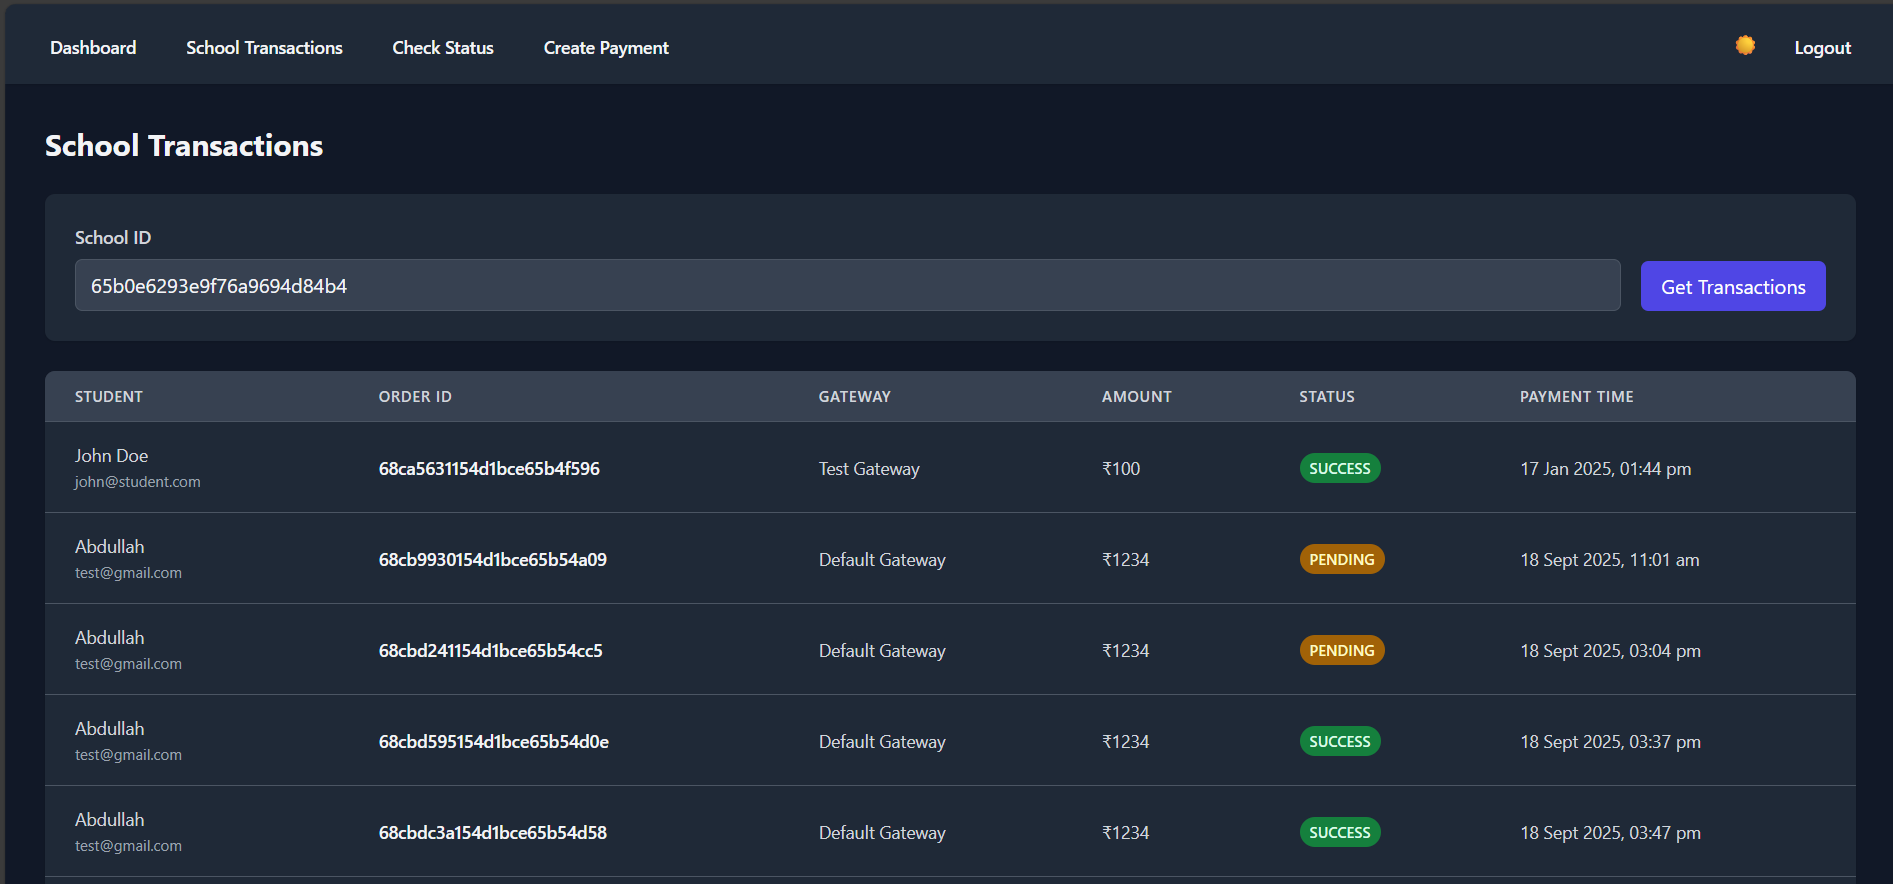 Dashboard School Transactions Check Status Create Payment Logout
School Transactions
School ID
65b0e6293e9f76a9694d84b4 Get Transactions
STUDENT ORDER ID GATEWAY AMOUNT STATUS PAYMENT TIME
John Doe
john@student.com
68ca5631154d1bce65b4f596 Test Gateway ₹100 SUCCESS 17 Jan 2025, 01:44 pm
Abdullah
test@gmail.com
68cb9930154d1bce65b54a09 Default Gateway ₹1234 PENDING 18 Sept 2025, 11:01 am
Abdullah
test@gmail.com
68cbd241154d1bce65b54cc5 Default Gateway ₹1234 PENDING 18 Sept 2025, 03:04 pm
Abdullah
test@gmail.com
68cbd595154d1bce65b54d0e Default Gateway ₹1234 SUCCESS 18 Sept 2025, 03:37 pm
Abdullah
test@gmail.com
68cbdc3a154d1bce65b54d58 Default Gateway ₹1234 SUCCESS 18 Sept 2025, 03:47 pm